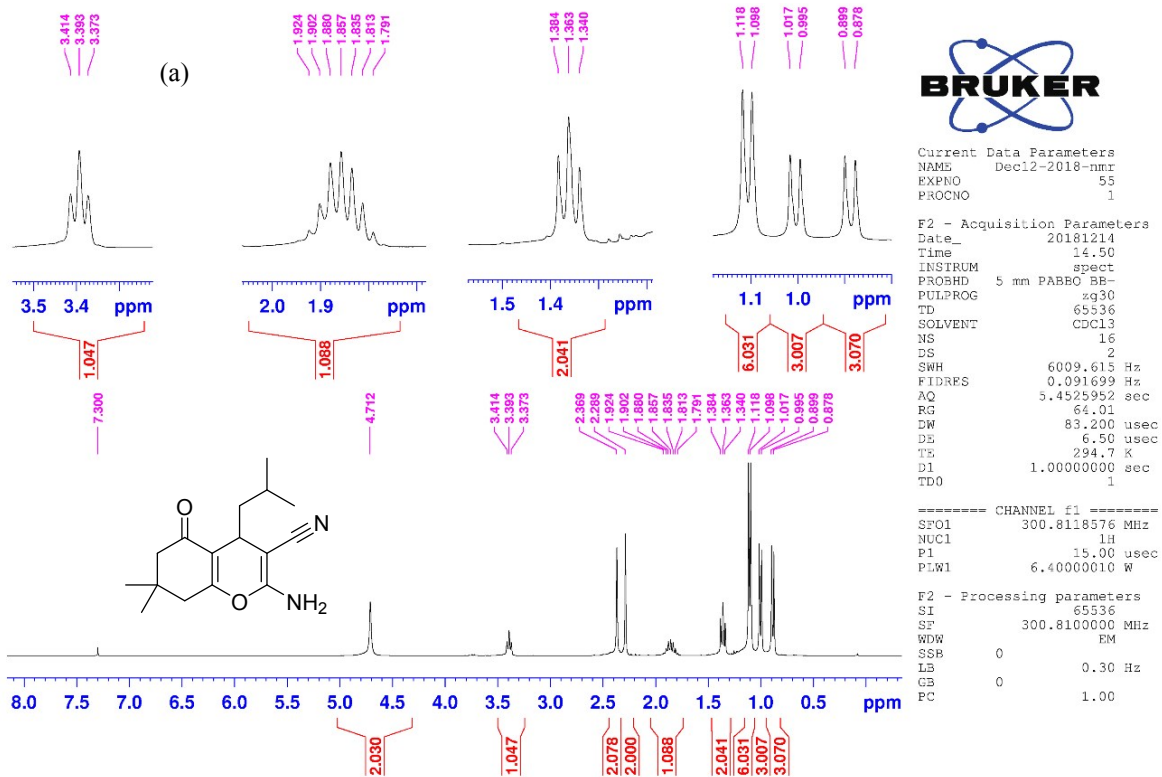 3.414
3.393
3.373
1.924
1.902
1.880
1.857
1.835
1.813
1.791
1.384
1.363
1.340
1.118
1.098
1.017
0.995
0.899
0.878
(a)
3.5 3.4 ppm
2.0 1.9 ppm
1.5 1.4 ppm
1.1 1.0 ppm
1.047
1.088
2.041
6.031
3.007
3.070
7.300
4.712
3.414
3.393
3.373
2.369
2.289
1.924
1.902
1.880
1.857
1.835
1.813
1.791
1.384
1.363
1.340
1.118
1.098
1.017
0.995
0.899
0.878
O
N
O
NH2
8.0 7.5 7.0 6.5 6.0 5.5 5.0 4.5 4.0 3.5 3.0 2.5 2.0 1.5 1.0 0.5 ppm
2.030
1.047
2.078
2.000
1.088
2.041
6.031
3.007
3.070
BRUKER
Current Data Parameters
NAME Dec12-2018-nmr
EXPNO 55
PROCNO 1
F2 - Acquisition Parameters
Date_ 20181214
Time 14.50
INSTRUM spect
PROBHD 5 mm PABBO BB-
PULPROG zg30
TD 65536
SOLVENT CDCl3
NS 16
DS 2
SWH 6009.615 Hz
FIDRES 0.091699 Hz
AQ 5.4525952 sec
RG 64.01
DW 83.200 usec
DE 6.50 usec
TE 294.7 K
D1 1.00000000 sec
TD0 1
======== CHANNEL f1 ========
SFO1 300.8118576 MHz
NUC1 1H
P1 15.00 usec
PLW1 6.40000010 W
F2 - Processing parameters
SI 65536
SF 300.8100000 MHz
WDW EM
SSB 0
LB 0.30 Hz
GB 0
PC 1.00